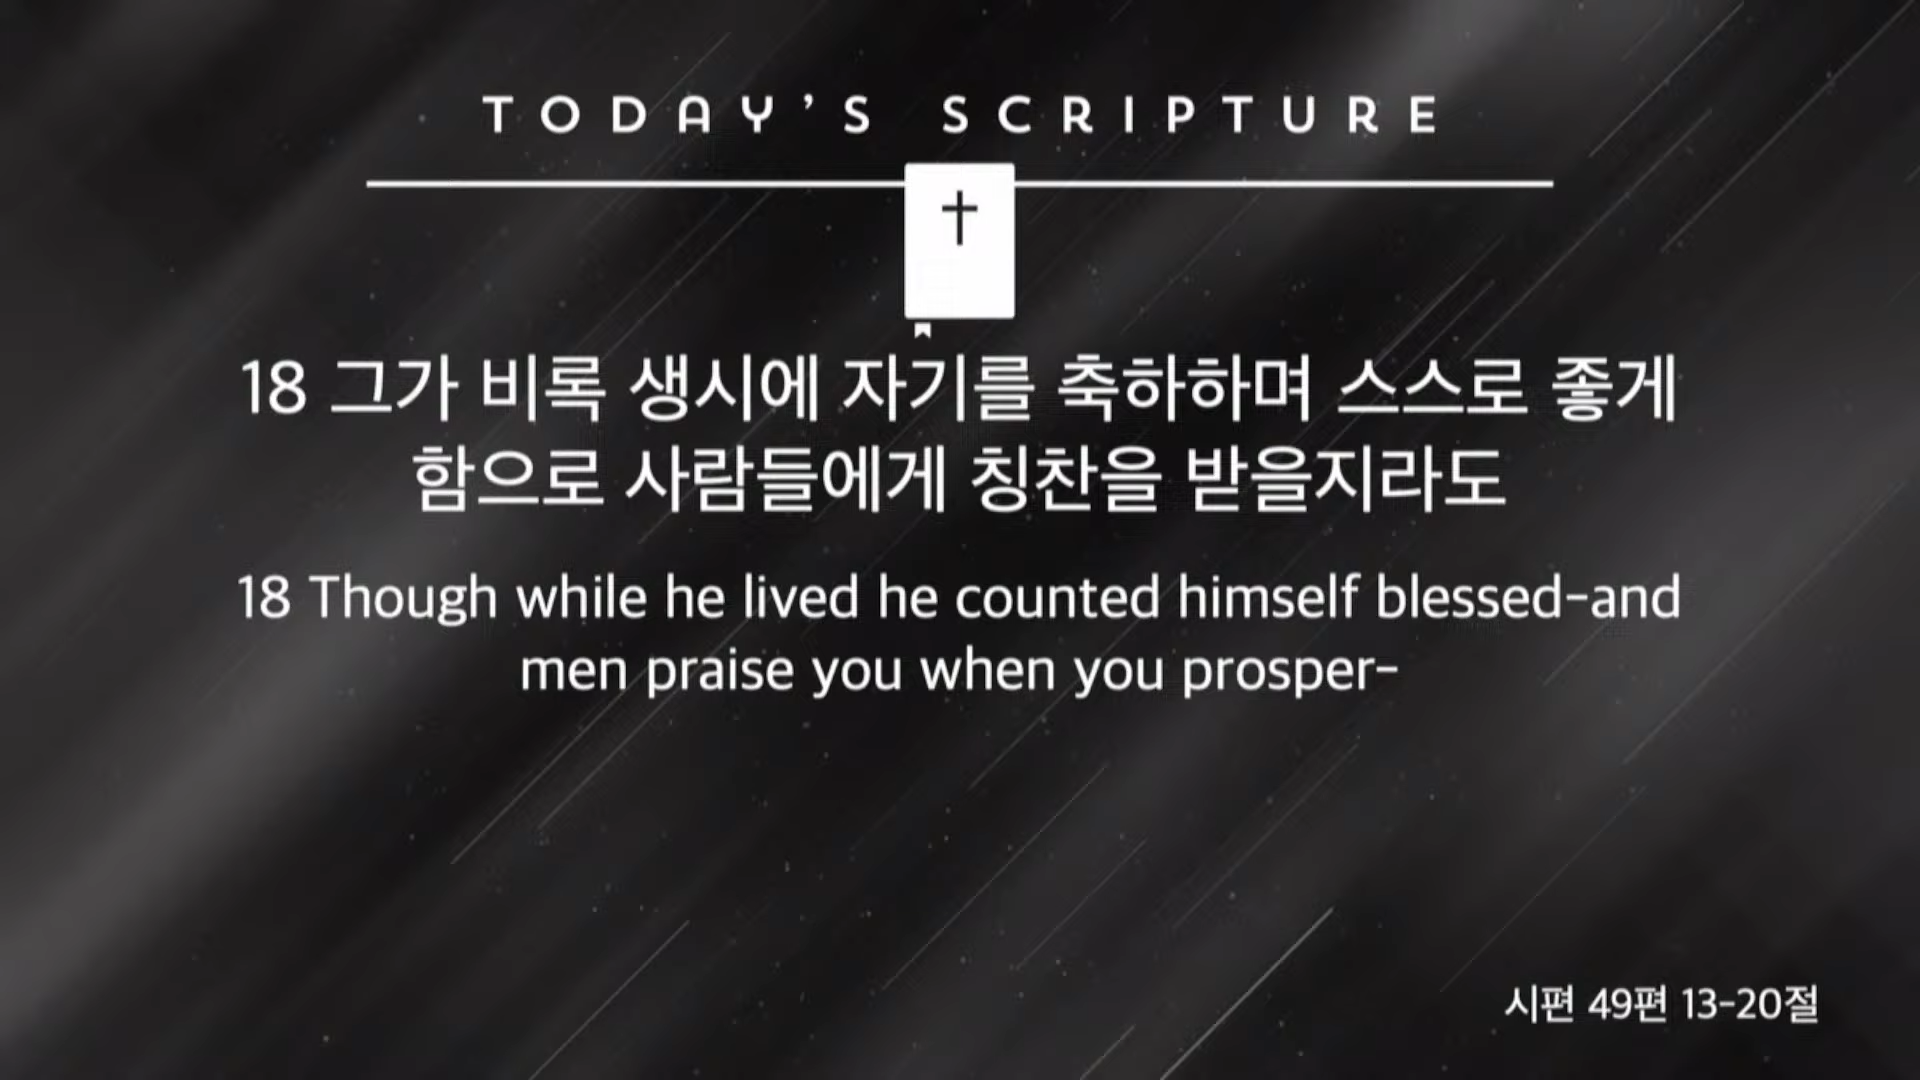 TODAY'S SCRIPTURE
18 그가 비록 생시에 자기를 축하하며 스스로 좋게
함으로 사람들에게 칭찬을 받을지라도
18 Though while he lived he counted himself blessed-and
men praise you when you prosper-
시편 49편 13-20절